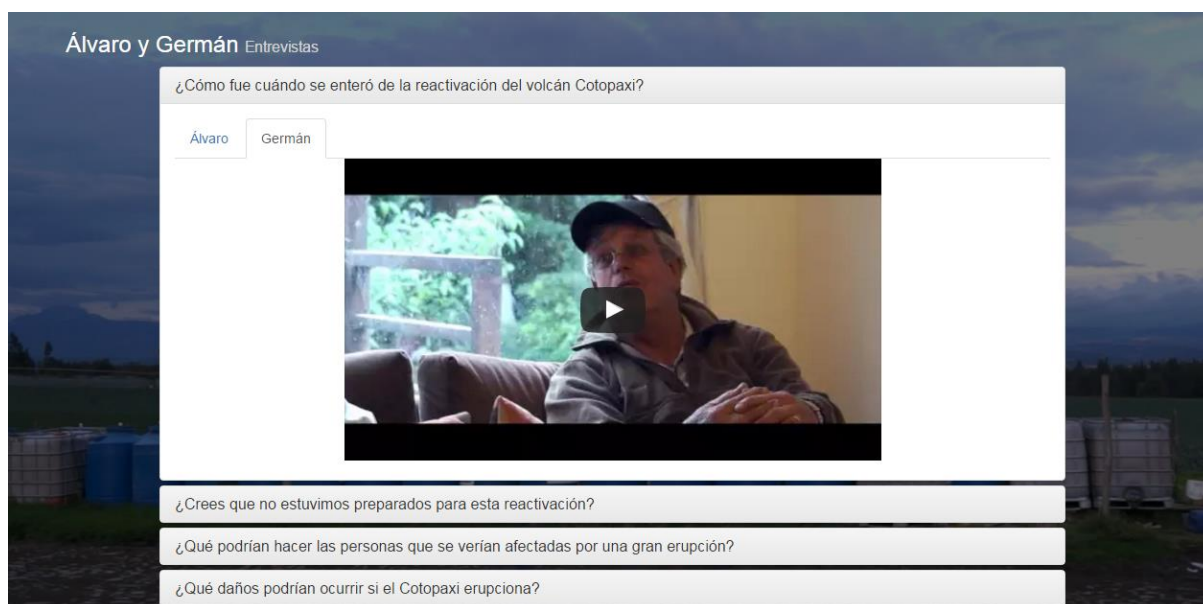 Álvaro y Germán Entrevistas
¿Cómo fue cuándo se enteró de la reactivación del volcán Cotopaxi?
Álvaro Germán
¿Crees que no estuvimos preparados para esta reactivación?
¿Qué podrían hacer las personas que se verían afectadas por una gran erupción?
¿Qué daños podrían ocurrir si el Cotopaxi erupciona?